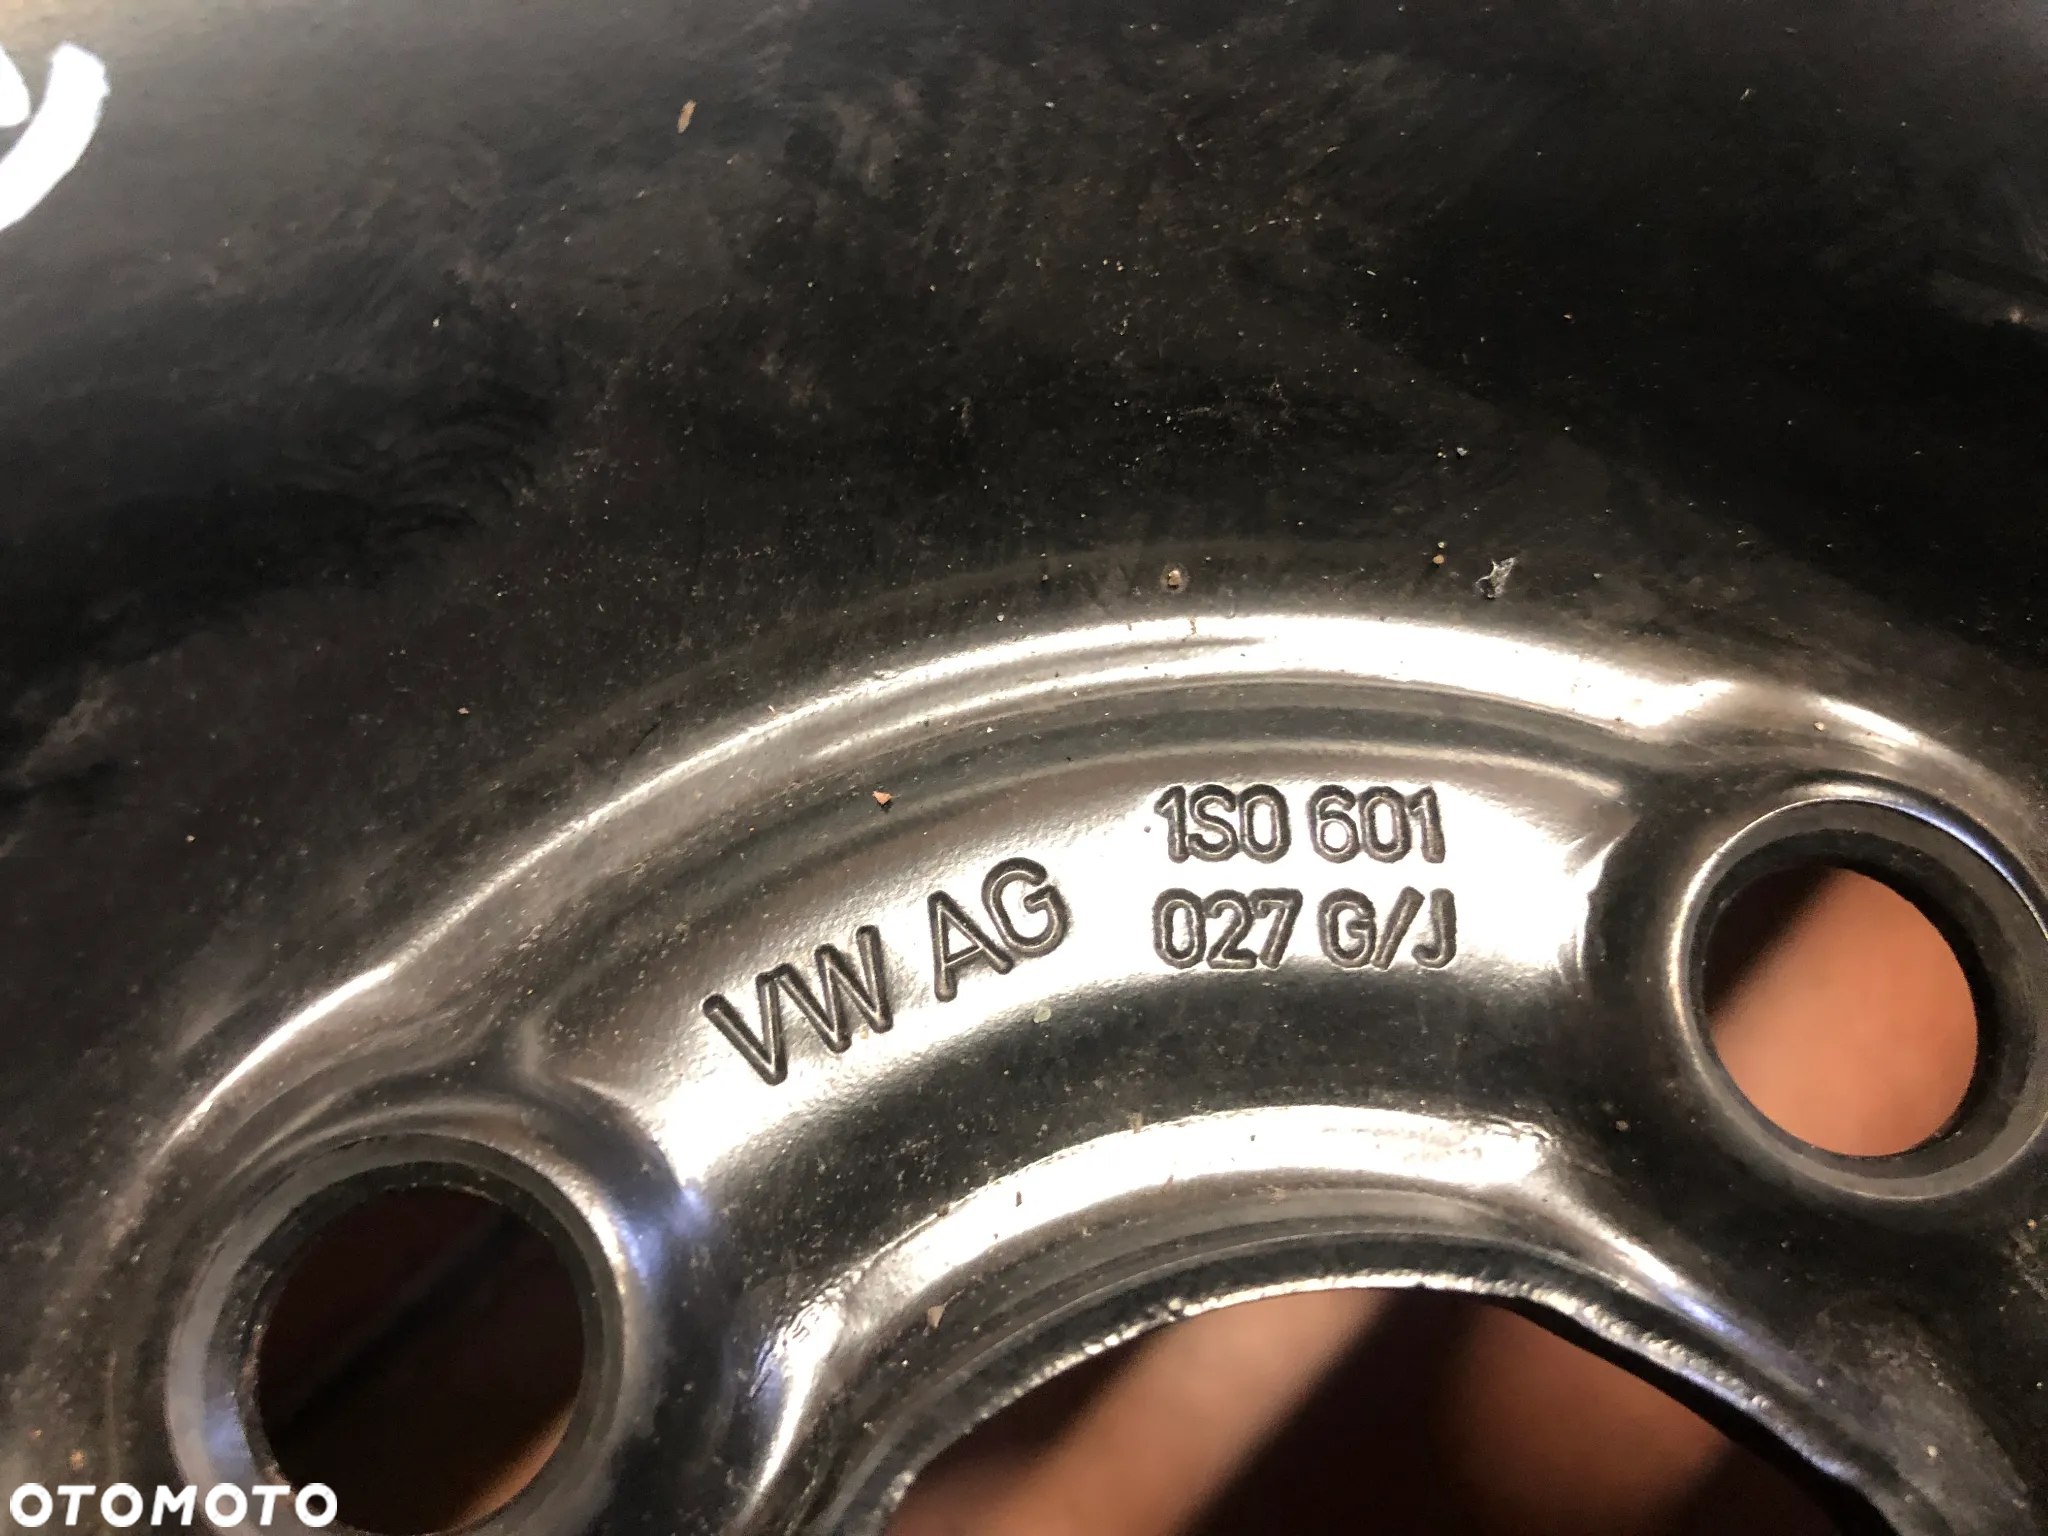 1S0 601
VW AG
027 G/J
OTOMOTO